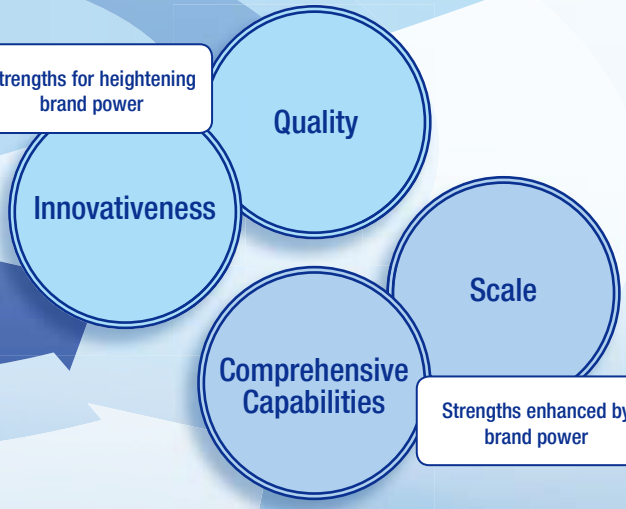 trengths for heightening
brand power
Quality
Innovativeness
Scale
Comprehensive
Capabilities
Strengths enhanced by
brand power